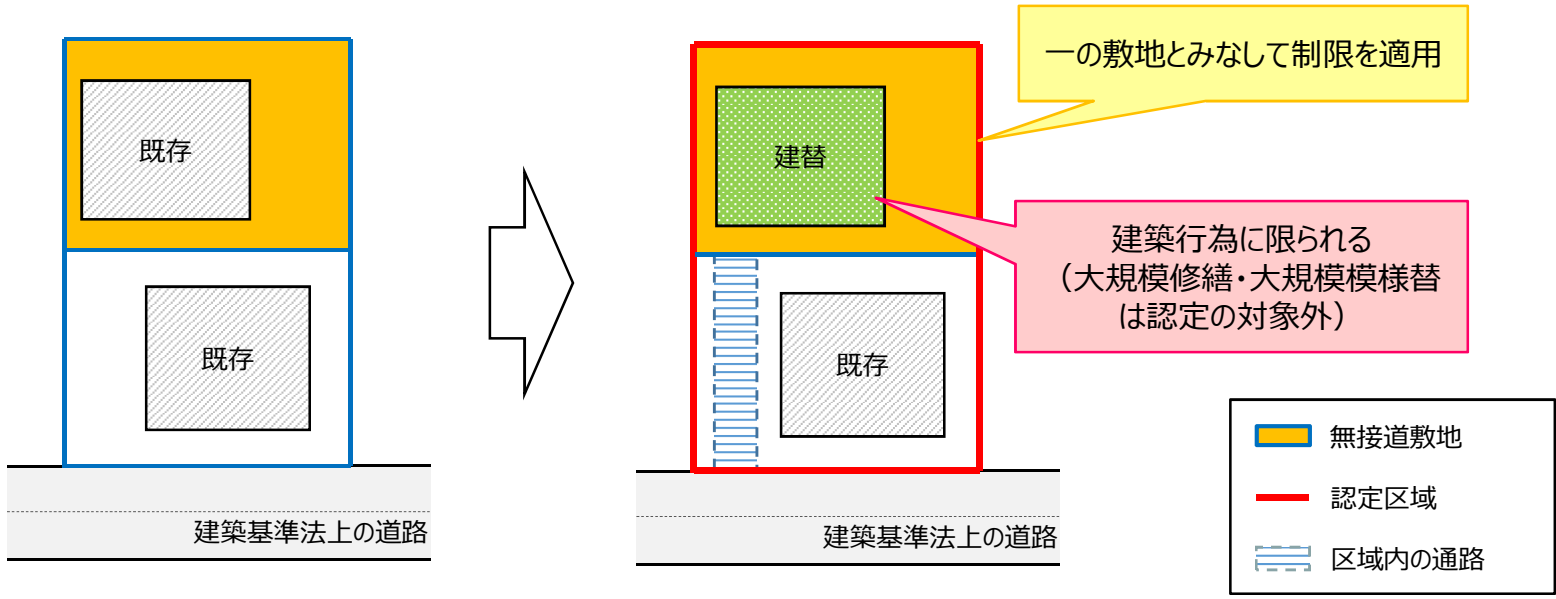 既存
既存
建築基準法上の道路
一の敷地とみなして制限を適用
建替
建築行為に限られる
（大規模修繕・大規模模様替
は認定の対象外）
既存
建築基準法上の道路
無接道敷地
認定区域
区域内の通路